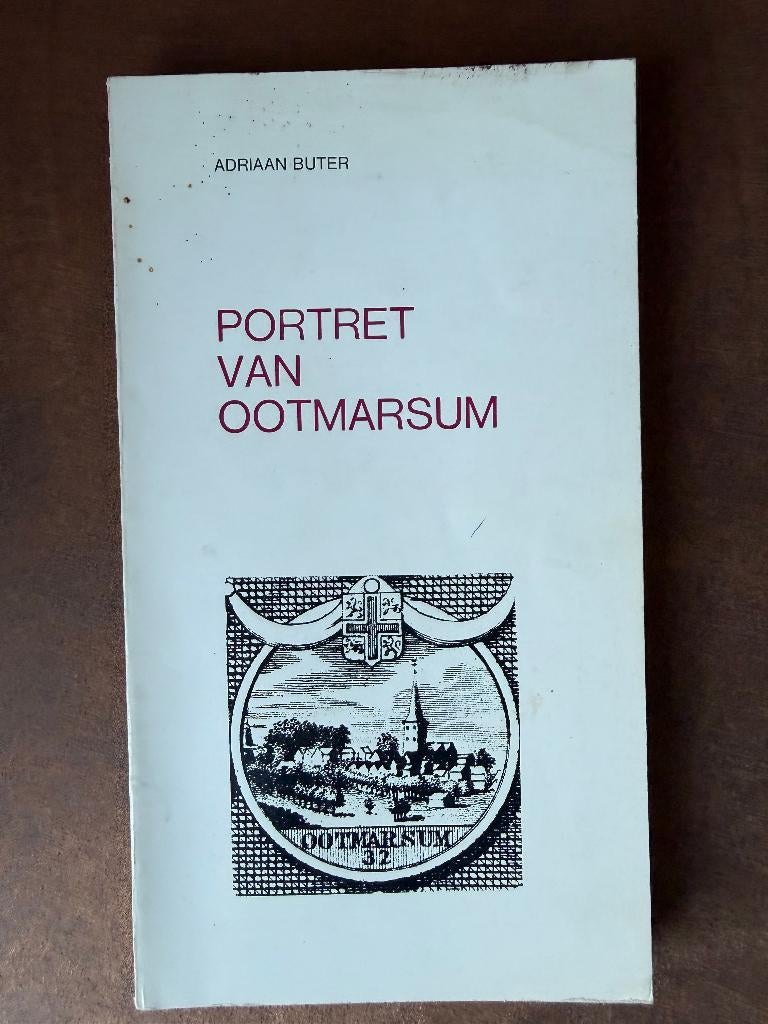 ADRIAAN BUTER
PORTRET
VAN
OOTMARSUM
OOTMARSUM
32